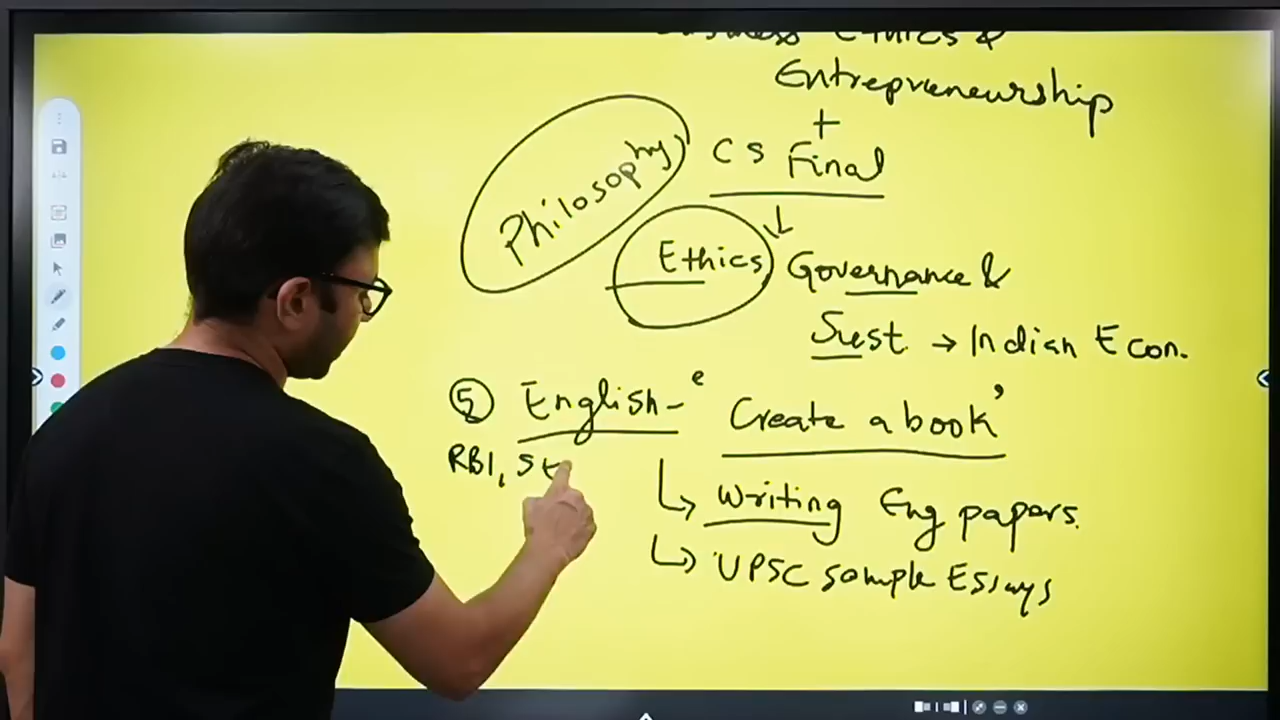 Ethics &
Entrepreneurship
+
CS Final
Philosophy
Ethics
Governance &
Sust. → Indian Econ.
⑤ English - Create a book'
RBI,
Writing Eng papers.
UPSC sample Essays